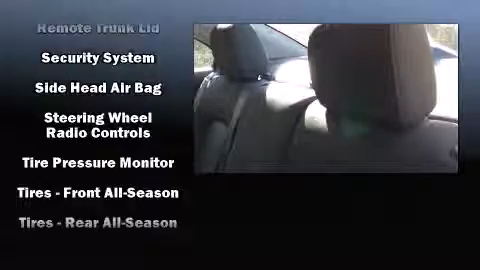 Remote Trunk Lid
Security System
Side Head Air Bag
Steering Wheel
Radio Controls
Tire Pressure Monitor
Tires - Front All-Season
Tires - Rear All-Season